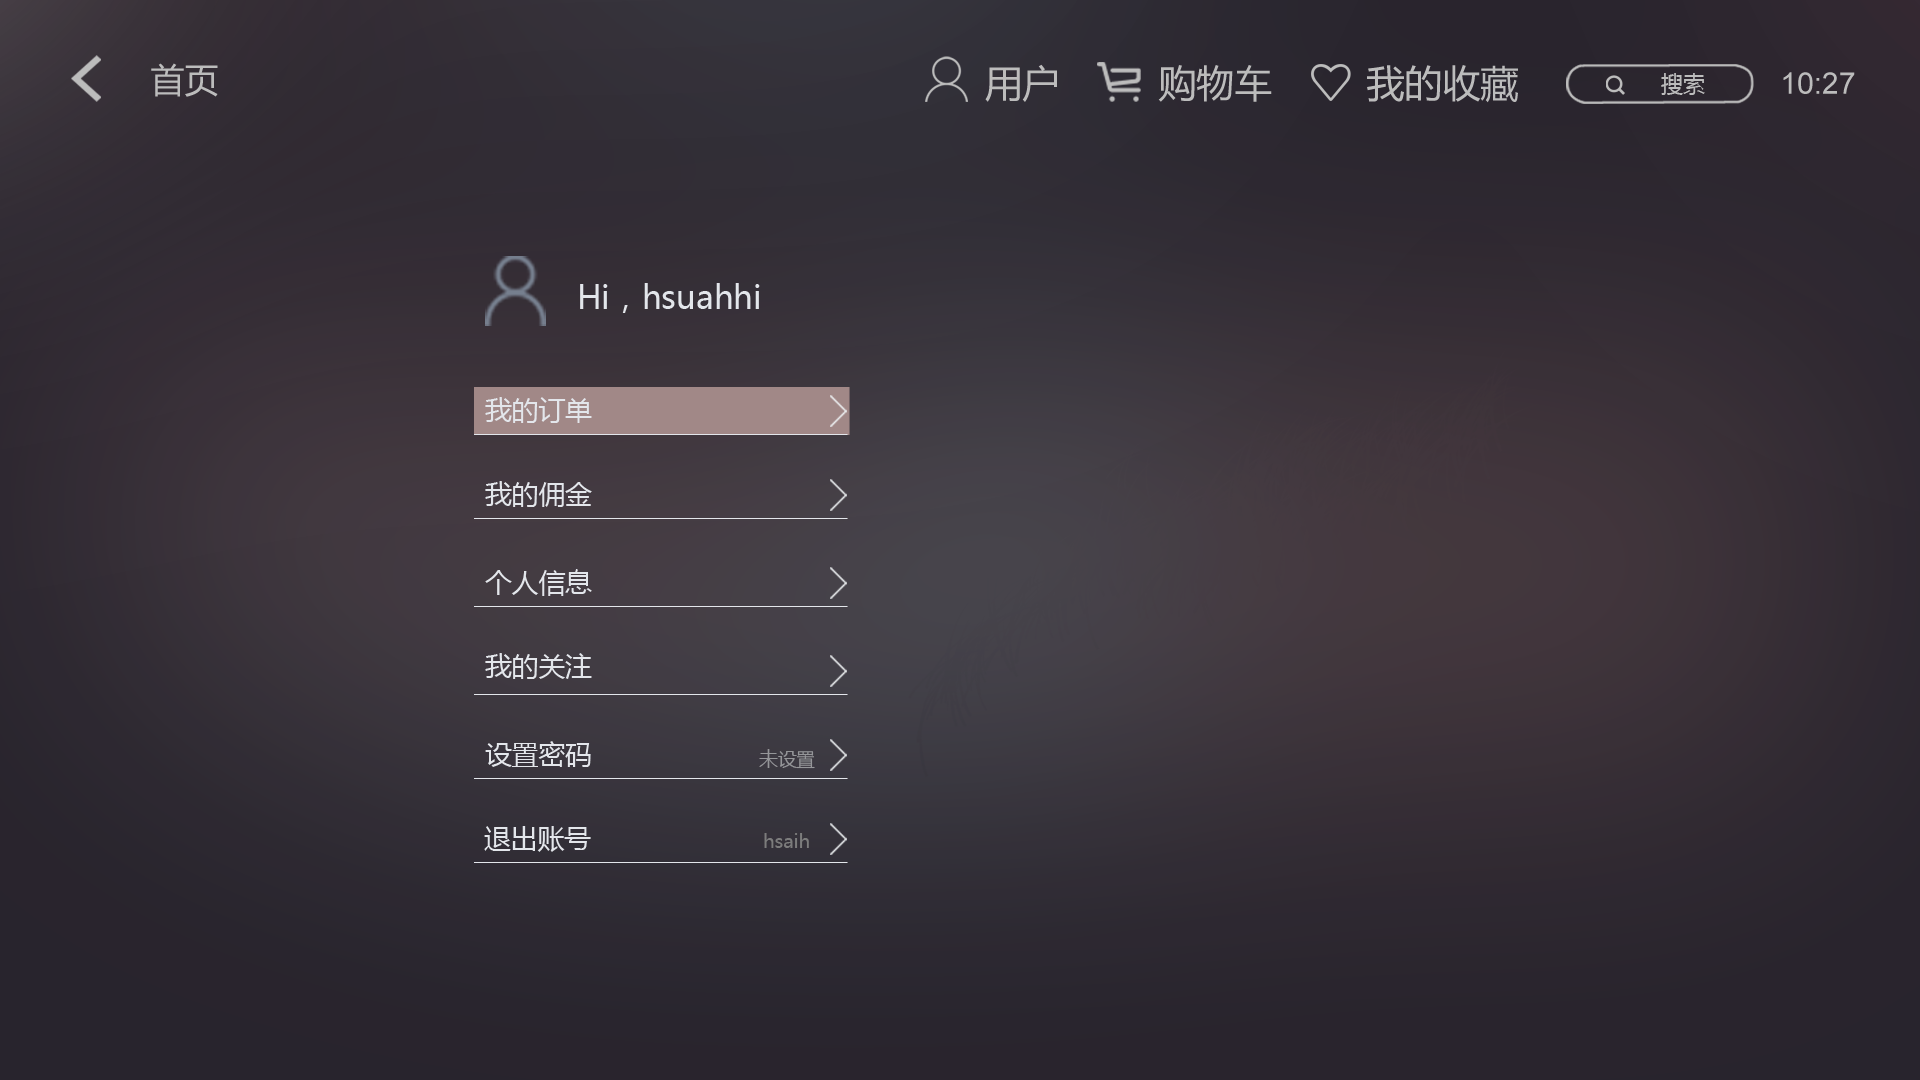 首页 用户 购物车 我的收藏 搜索 10:27
Hi，hsuahhi
我的订单
我的佣金
个人信息
我的关注
设置密码 未设置
退出账号 hsaih